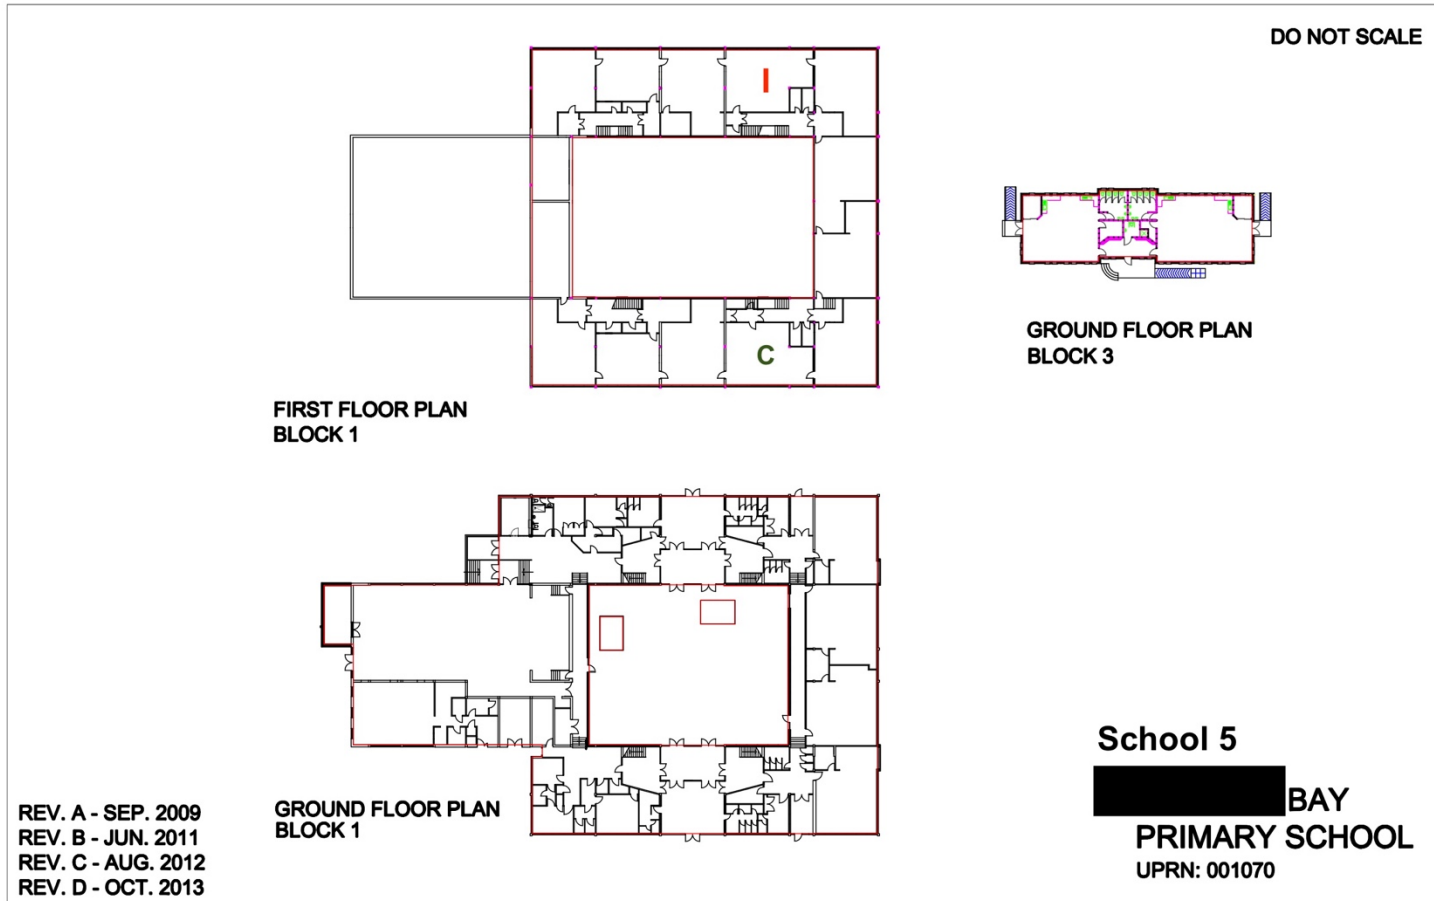 DO NOT SCALE
I
C
GROUND FLOOR PLAN
BLOCK 3
FIRST FLOOR PLAN
BLOCK 1
GROUND FLOOR PLAN
BLOCK 1
School 5
BAY
PRIMARY SCHOOL
UPRN: 001070
REV. A - SEP. 2009
REV. B - JUN. 2011
REV. C - AUG. 2012
REV. D - OCT. 2013